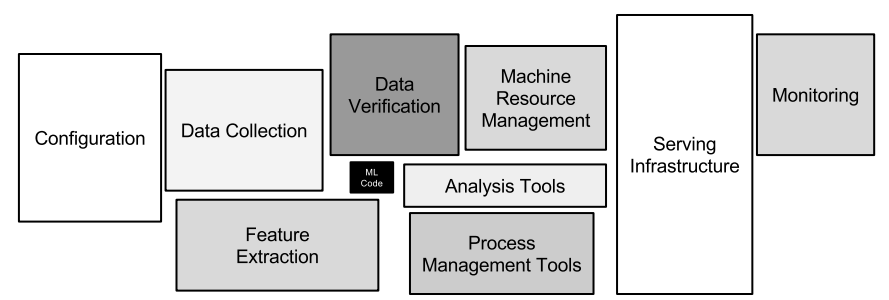 Configuration
Data Collection
Feature
Extraction
Data
Verification
ML
Code
Machine
Resource
Management
Analysis Tools
Process
Management Tools
Serving
Infrastructure
Monitoring